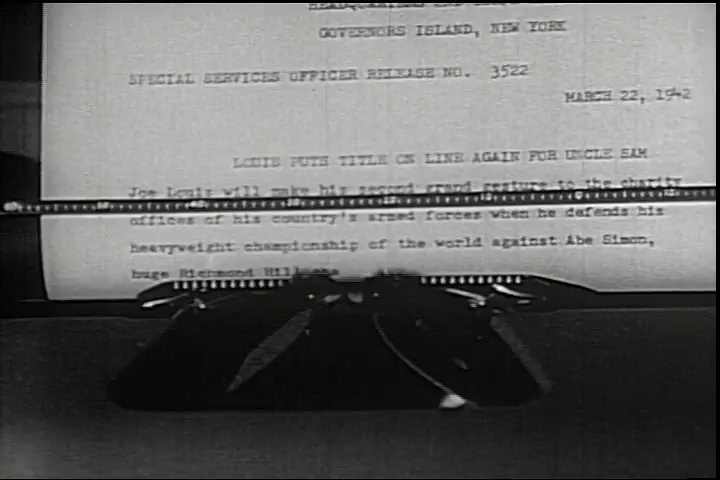 HEADQUARTERS AND
GOVERNORS ISLAND, NEW YORK
SPECIAL SERVICES OFFICER RELEASE NO. 3522
MARCH 22, 1942
LOUIS PUTS TITLE ON LINE AGAIN FOR UNCLE SAM
Joe Louis will make his second grand gesture to the charity
offices of his country's armed forces when he defends his
heavyweight championship of the world against Abe Simon,
huge Richmond Hill